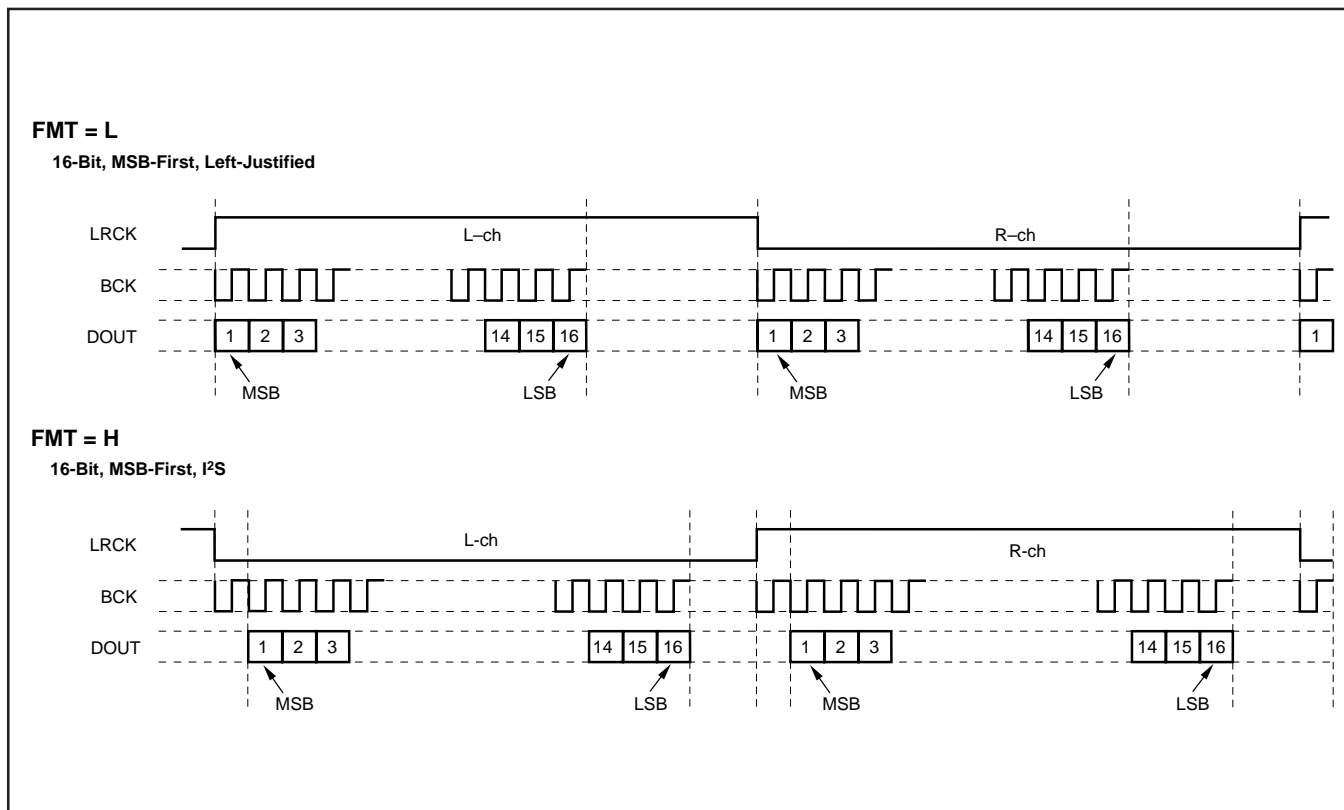 FMT = L
16-Bit, MSB-First, Left-Justified
LRCK L–ch R–ch
BCK
DOUT 1 2 3 14 15 16 1 2 3 14 15 16 1
MSB LSB MSB LSB
FMT = H
16-Bit, MSB-First, I²S
LRCK L-ch R-ch
BCK
DOUT 1 2 3 14 15 16 1 2 3 14 15 16
MSB LSB MSB LSB